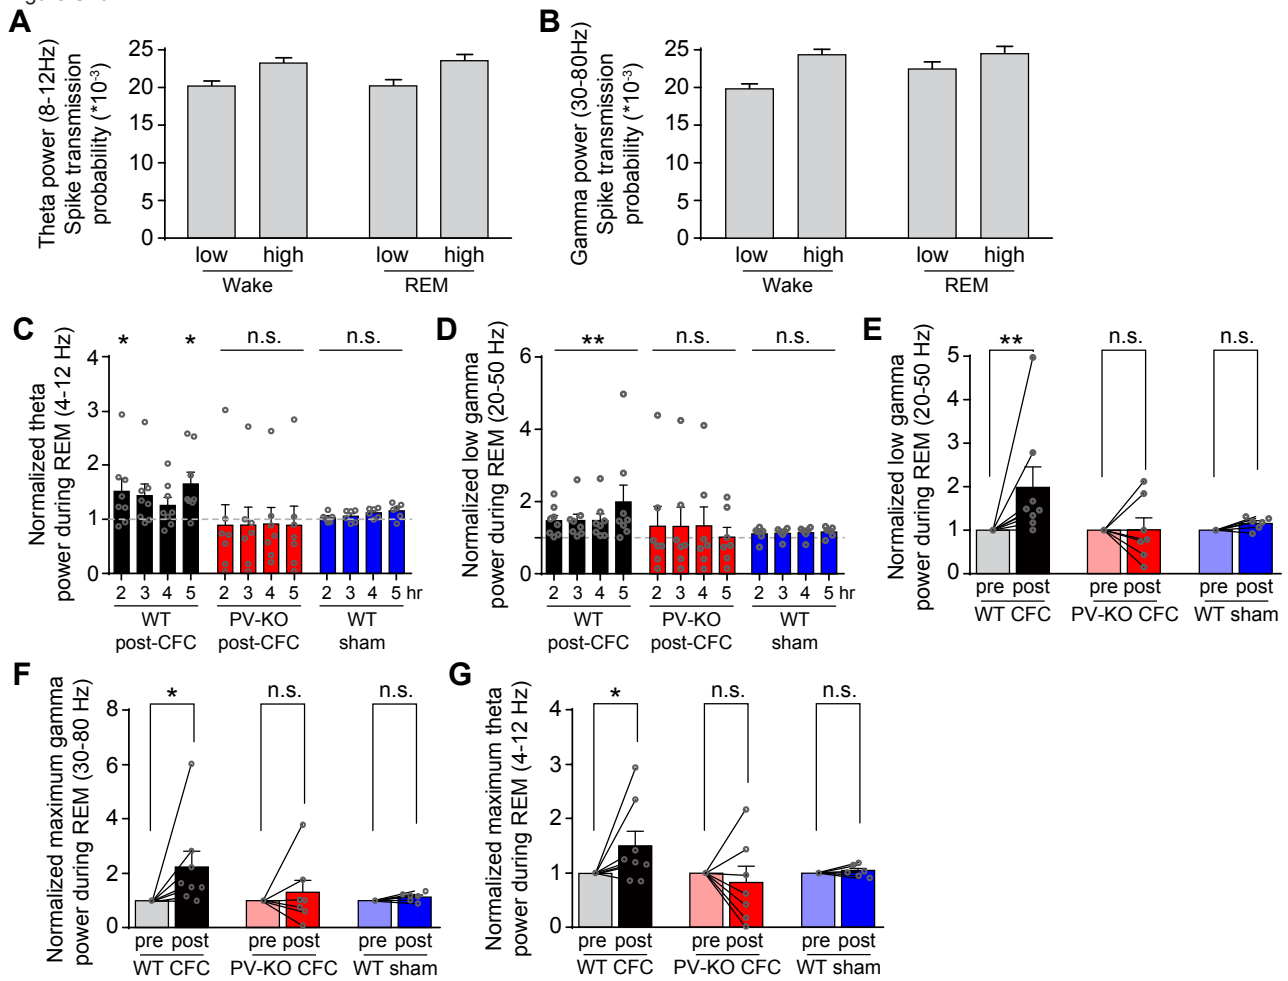 A
Theta power (8-12Hz)
Spike transmission
probability (*10-3)
25
20
15
10
5
0
low high low high
Wake REM
B
Gamma power (30-80Hz)
Spike transmission
probability (*10-3)
25
20
15
10
5
0
low high low high
Wake REM
C
Normalized theta
power during REM (4-12 Hz)
* * n.s. n.s.
4
3
2
1
0
2 3 4 5 2 3 4 5 2 3 4 5 hr
WT PV-KO WT
post-CFC post-CFC sham
D
Normalized low gamma
power during REM (20-50 Hz)
** n.s. n.s.
6
4
2
0
2 3 4 5 2 3 4 5 2 3 4 5 hr
WT PV-KO WT
post-CFC post-CFC sham
E
Normalized low gamma
power during REM (20-50 Hz)
** n.s. n.s.
5
4
3
2
1
0
pre post pre post pre post
WT CFC PV-KO CFC WT sham
F
Normalized maximum gamma
power during REM (30-80 Hz)
* n.s. n.s.
8
6
4
2
0
pre post pre post pre post
WT CFC PV-KO CFC WT sham
G
Normalized maximum theta
power during REM (4-12 Hz)
* n.s. n.s.
4
3
2
1
0
pre post pre post pre post
WT CFC PV-KO CFC WT sham